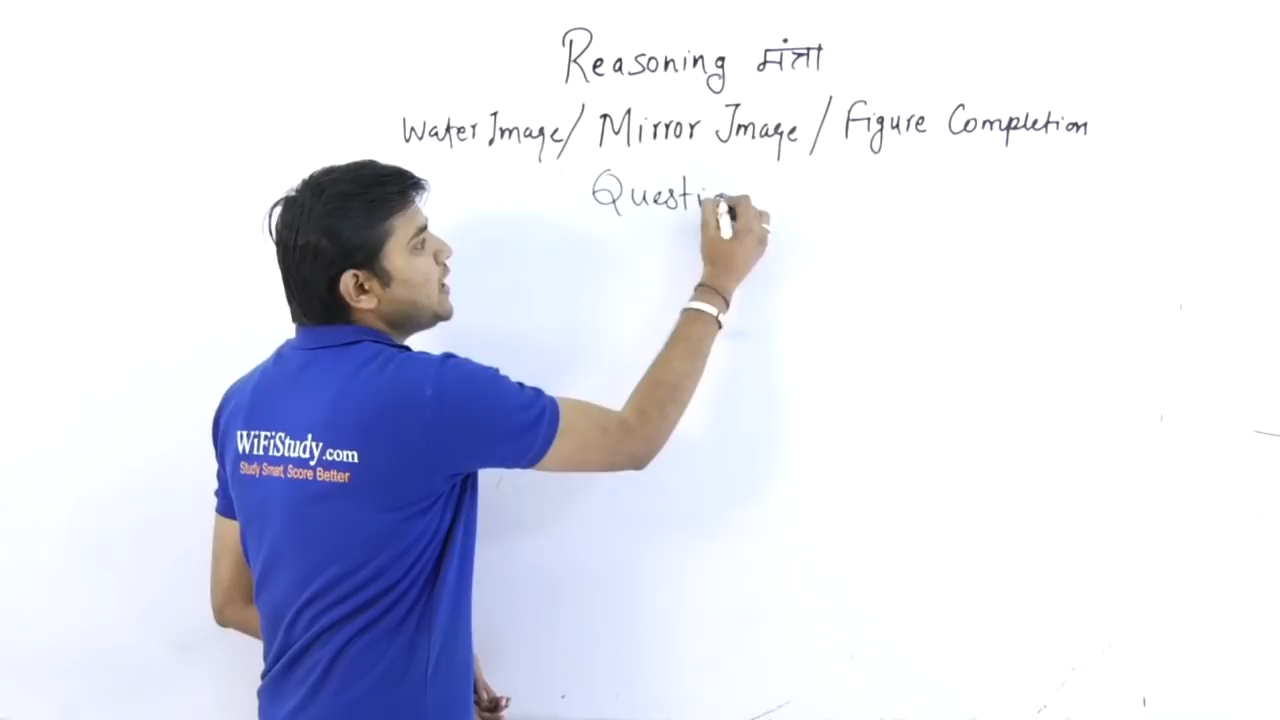 Reasoning मंत्रा
Water Image / Mirror Image / Figure Completion
Questi
WiFiStudy.com
Study Smart, Score Better